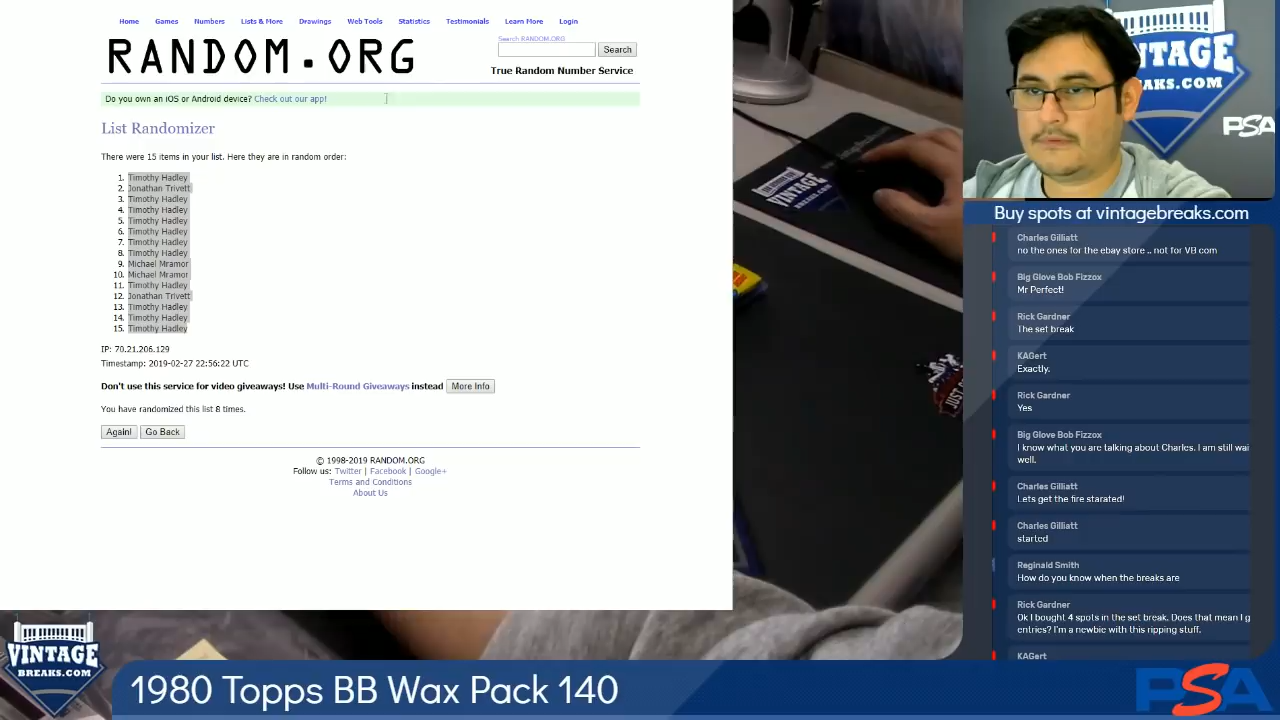 Home Games Numbers Lists & More Drawings Web Tools Statistics Testimonials Learn More Login
RANDOM.ORG
Search RANDOM.ORG
Search
True Random Number Service
Do you own an iOS or Android device? Check out our app!
List Randomizer
There were 15 items in your list. Here they are in random order:
1. Timothy Hadley
2. Jonathan Trivett
3. Timothy Hadley
4. Timothy Hadley
5. Timothy Hadley
6. Timothy Hadley
7. Timothy Hadley
8. Timothy Hadley
9. Michael Mramor
10. Michael Mramor
11. Timothy Hadley
12. Jonathan Trivett
13. Timothy Hadley
14. Timothy Hadley
15. Timothy Hadley
IP: 70.21.206.129
Timestamp: 2019-02-27 22:56:22 UTC
Don't use this service for video giveaways! Use Multi-Round Giveaways instead More Info
You have randomized this list 8 times.
Again! Go Back
© 1998-2019 RANDOM.ORG
Follow us: Twitter | Facebook | Google+
Terms and Conditions
About Us
VINTAGE
BREAKS
VINTAGE
BREAKS.COM
PSA
Buy spots at vintagebreaks.com
Charles Gilliatt
no the ones for the ebay store .. not for VB com
Big Glove Bob Fizzox
Mr Perfect!
Rick Gardner
The set break
KAGert
Exactly.
Rick Gardner
Yes
Big Glove Bob Fizzox
I know what you are talking about Charles. I am still wai
well.
Charles Gilliatt
Lets get the fire starated!
Charles Gilliatt
started
Reginald Smith
How do you know when the breaks are
Rick Gardner
Ok I bought 4 spots in the set break. Does that mean I g
entries? I'm a newbie with this ripping stuff.
KAGert
VINTAGE
BREAKS.COM
1980 Topps BB Wax Pack 140
PSA